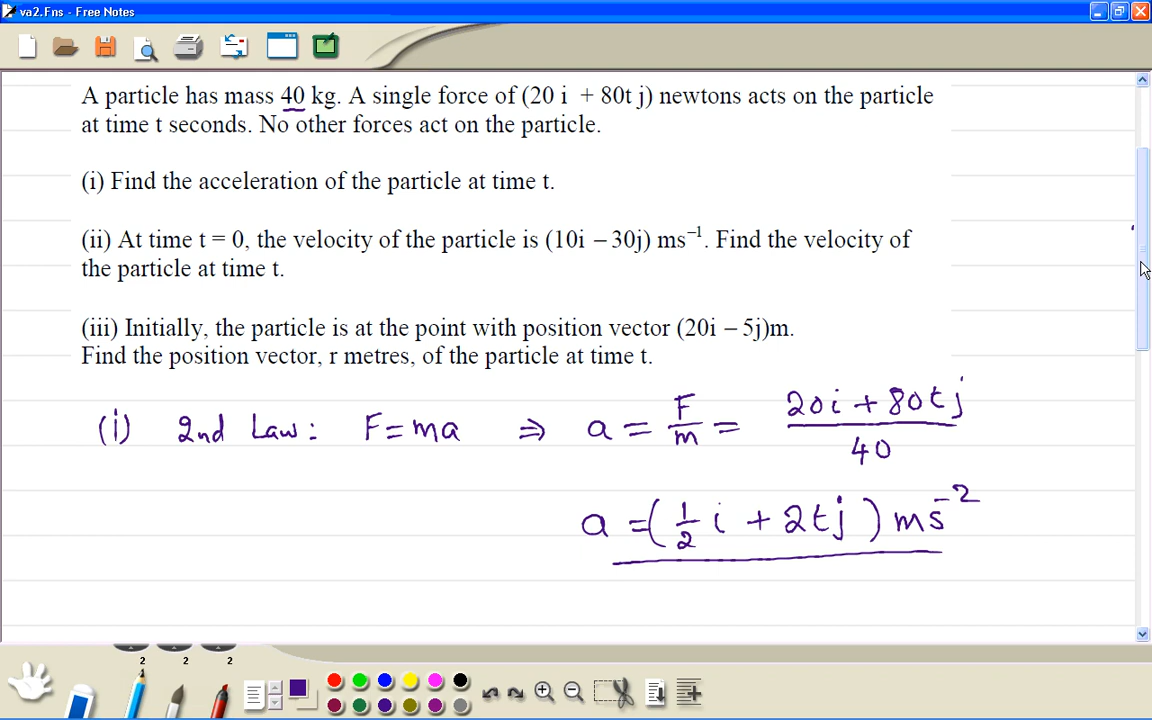 va2.Fns - Free Notes
A particle has mass 40 kg. A single force of (20 i + 80t j) newtons acts on the particle
at time t seconds. No other forces act on the particle.
(i) Find the acceleration of the particle at time t.
(ii) At time t = 0, the velocity of the particle is (10i − 30j) ms⁻¹. Find the velocity of
the particle at time t.
(iii) Initially, the particle is at the point with position vector (20i − 5j)m.
Find the position vector, r metres, of the particle at time t.
(i) 2nd Law: F=ma ⇒ a = F/m = (20i + 80tj)/40
a = (1/2 i + 2tj) ms⁻²
2 2 2